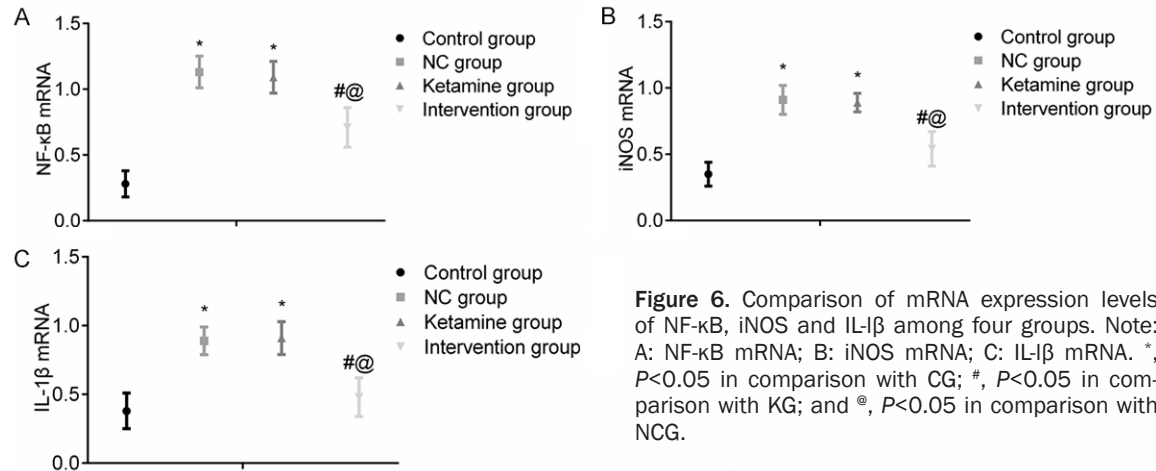 A
1.5
1.0
0.5
0.0
NF-κB mRNA
*
*
#@
Control group
NC group
Ketamine group
Intervention group
B
1.5
1.0
0.5
0.0
iNOS mRNA
*
*
#@
Control group
NC group
Ketamine group
Intervention group
C
1.5
1.0
0.5
0.0
IL-1β mRNA
*
*
#@
Control group
NC group
Ketamine group
Intervention group
Figure 6. Comparison of mRNA expression levels
of NF-κB, iNOS and IL-Iβ among four groups. Note:
A: NF-κB mRNA; B: iNOS mRNA; C: IL-Iβ mRNA. *,
P<0.05 in comparison with CG; #, P<0.05 in com-
parison with KG; and @, P<0.05 in comparison with
NCG.